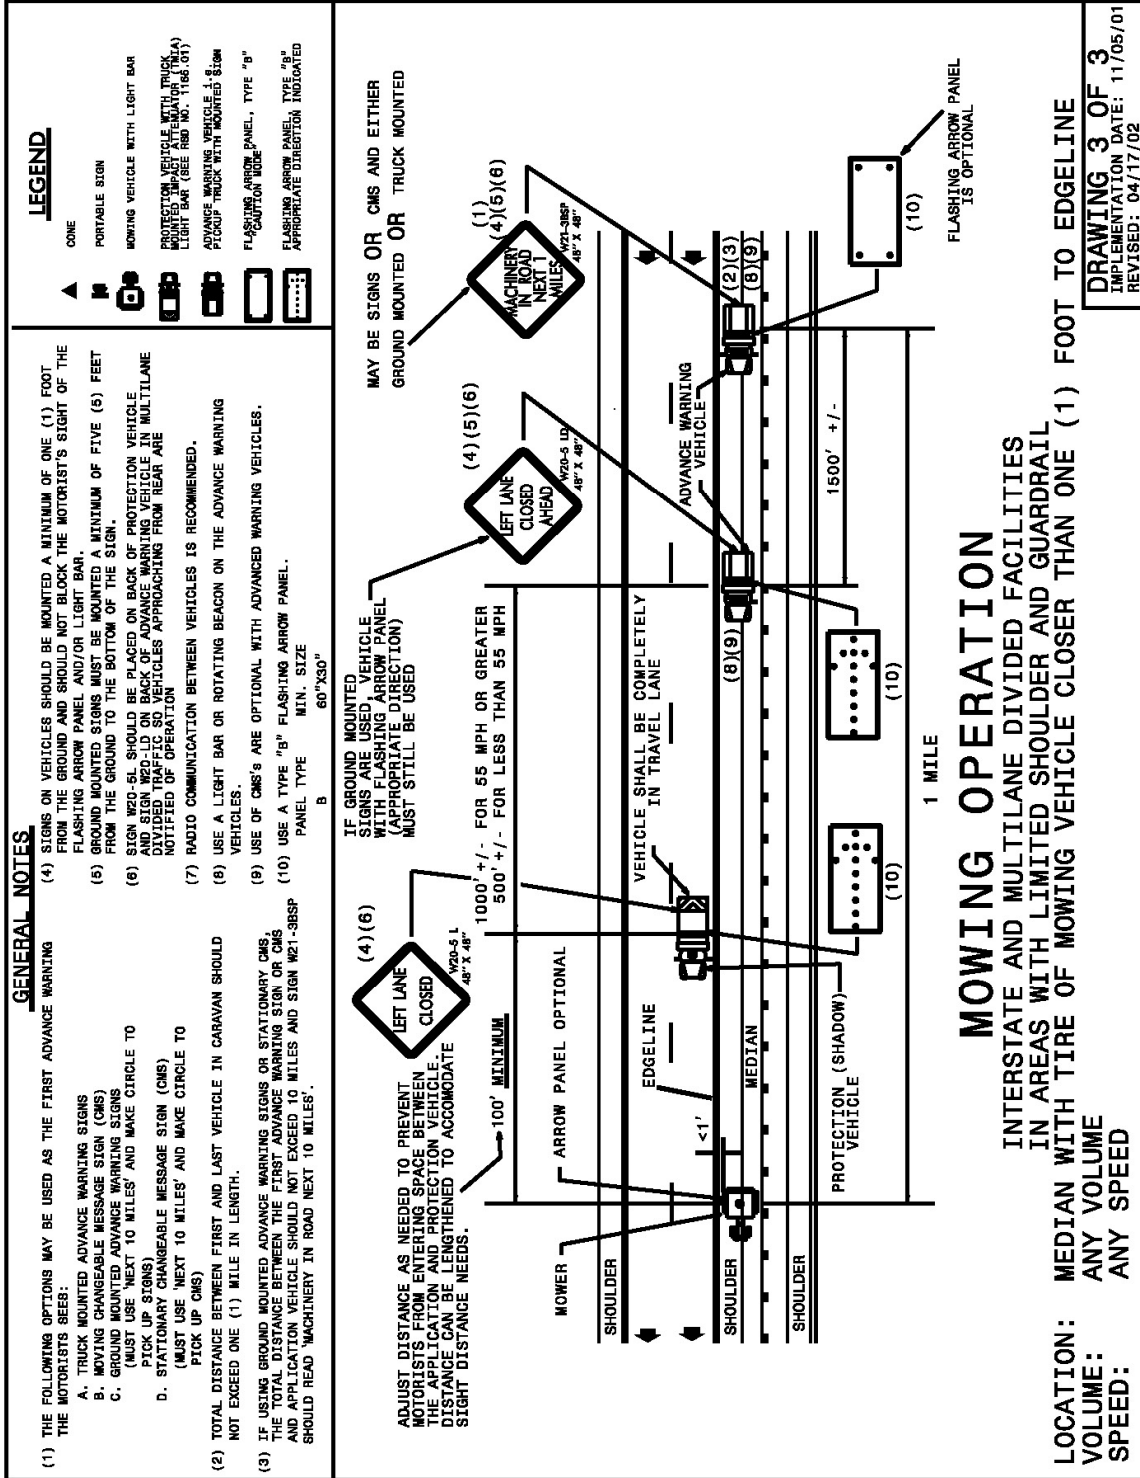 GENERAL NOTES
(1) THE FOLLOWING OPTIONS MAY BE USED AS THE FIRST ADVANCE WARNING
THE MOTORISTS SEES:
A. TRUCK MOUNTED ADVANCE WARNING SIGNS
B. MOVING CHANGEABLE MESSAGE SIGN (CMS)
C. GROUND MOUNTED ADVANCE WARNING SIGNS
(MUST USE 'NEXT 10 MILES' AND MAKE CIRCLE TO
PICK UP SIGNS)
D. STATIONARY CHANGEABLE MESSAGE SIGN (CMS)
(MUST USE 'NEXT 10 MILES' AND MAKE CIRCLE TO
PICK UP CMS)
(2) TOTAL DISTANCE BETWEEN FIRST AND LAST VEHICLE IN CARAVAN SHOULD
NOT EXCEED ONE (1) MILE IN LENGTH.
(3) IF USING GROUND MOUNTED ADVANCE WARNING SIGNS OR STATIONARY CMS,
THE TOTAL DISTANCE BETWEEN THE FIRST ADVANCE WARNING SIGN OR CMS
AND APPLICATION VEHICLE SHOULD NOT EXCEED 10 MILES AND SIGN W21-3BSP
SHOULD READ 'MACHINERY IN ROAD NEXT 10 MILES'.
(4) SIGNS ON VEHICLES SHOULD BE MOUNTED A MINIMUM OF ONE (1) FOOT
FROM THE GROUND AND SHOULD NOT BLOCK THE MOTORIST'S SIGHT OF THE
FLASHING ARROW PANEL AND/OR LIGHT BAR.
(5) GROUND MOUNTED SIGNS MUST BE MOUNTED A MINIMUM OF FIVE (5) FEET
FROM THE GROUND TO THE BOTTOM OF THE SIGN.
(6) SIGN W20-5L SHOULD BE PLACED ON BACK OF PROTECTION VEHICLE
AND SIGN W20-LD ON BACK OF ADVANCE WARNING VEHICLE IN MULTILANE
DIVIDED TRAFFIC SO VEHICLES APPROACHING FROM REAR ARE
NOTIFIED OF OPERATION
(7) RADIO COMMUNICATION BETWEEN VEHICLES IS RECOMMENDED.
(8) USE A LIGHT BAR OR ROTATING BEACON ON THE ADVANCE WARNING
VEHICLES.
(9) USE OF CMS's ARE OPTIONAL WITH ADVANCED WARNING VEHICLES.
(10) USE A TYPE "B" FLASHING ARROW PANEL.
PANEL TYPE MIN. SIZE
B 60"X30"
LEGEND
CONE
PORTABLE SIGN
MOWING VEHICLE WITH LIGHT BAR
PROTECTION VEHICLE WITH TRUCK
MOUNTED IMPACT ATTENUATOR (TMIA)
LIGHT BAR (SEE RSD NO. 1166.01)
ADVANCE WARNING VEHICLE i.e.
PICKUP TRUCK WITH MOUNTED SIGN
FLASHING ARROW PANEL, TYPE "B"
"CAUTION MODE"
FLASHING ARROW PANEL, TYPE "B"
APPROPRIATE DIRECTION INDICATED
ADJUST DISTANCE AS NEEDED TO PREVENT
MOTORISTS FROM ENTERING SPACE BETWEEN
THE APPLICATION AND PROTECTION VEHICLE.
DISTANCE CAN BE LENGTHENED TO ACCOMODATE
SIGHT DISTANCE NEEDS.
LEFT LANE
CLOSED
(4)(6)
W20-5 L
48" X 48"
IF GROUND MOUNTED
SIGNS ARE USED, VEHICLE
WITH FLASHING ARROW PANEL
(APPROPRIATE DIRECTION)
MUST STILL BE USED
LEFT LANE
CLOSED
AHEAD
(4)(5)(6)
W20-5 LD
48" X 48"
MAY BE SIGNS OR CMS AND EITHER
GROUND MOUNTED OR TRUCK MOUNTED
MACHINERY
IN ROAD
NEXT 1
MILES
(1)
(4)(5)(6)
W21-3BSP
48" X 48"
100' MINIMUM
1000' +/- FOR 55 MPH OR GREATER
500' +/- FOR LESS THAN 55 MPH
MOWER
ARROW PANEL OPTIONAL
VEHICLE SHALL BE COMPLETELY
IN TRAVEL LANE
ADVANCE WARNING
VEHICLE
SHOULDER
EDGELINE
<1'
SHOULDER
MEDIAN
SHOULDER
(8)(9)
(2)(3)
(8)(9)
PROTECTION (SHADOW)
VEHICLE
(10)
(10)
(10)
1500' +/-
FLASHING ARROW PANEL
IS OPTIONAL
1 MILE
MOWING OPERATION
INTERSTATE AND MULTILANE DIVIDED FACILITIES
IN AREAS WITH LIMITED SHOULDER AND GUARDRAIL
LOCATION: MEDIAN WITH TIRE OF MOWING VEHICLE CLOSER THAN ONE (1) FOOT TO EDGELINE
VOLUME: ANY VOLUME
SPEED: ANY SPEED
DRAWING 3 OF 3
IMPLEMENTATION DATE: 11/05/01
REVISED: 04/17/02